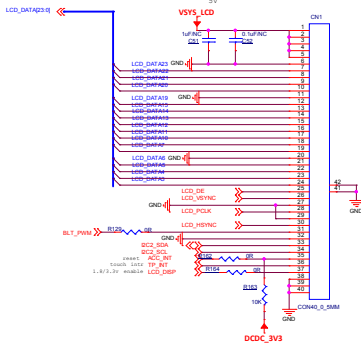 5V
LCD_DATA[23:0]
VSYS_LCD
CN1
1uF/NC
C51
0.1uF/NC
C52
GND
LCD_DATA23
LCD_DATA22
LCD_DATA21
LCD_DATA20
GND
LCD_DATA19
LCD_DATA15
LCD_DATA14
LCD_DATA13
LCD_DATA12
LCD_DATA11
LCD_DATA10
LCD_DATA7
GND
LCD_DATA6
LCD_DATA5
LCD_DATA4
LCD_DATA3
LCD_DE
LCD_VSYNC
GND
LCD_PCLK
LCD_HSYNC
BLT_PWM
R129
0R
GND
I2C2_SDA
I2C2_SCL
reset ACC_INT
R162
0R
touch intr TP_INT
1.8/3.3v enable LCD_DISP
R164
0R
R163
10K
DCDC_3V3
1
2
3
4
5
6
7
8
9
10
11
12
13
14
15
16
17
18
19
20
21
22
23
24
25
26
27
28
29
30
31
32
33
34
35
36
37
38
39
40
42
41
GND
GND
CON40_0_5MM